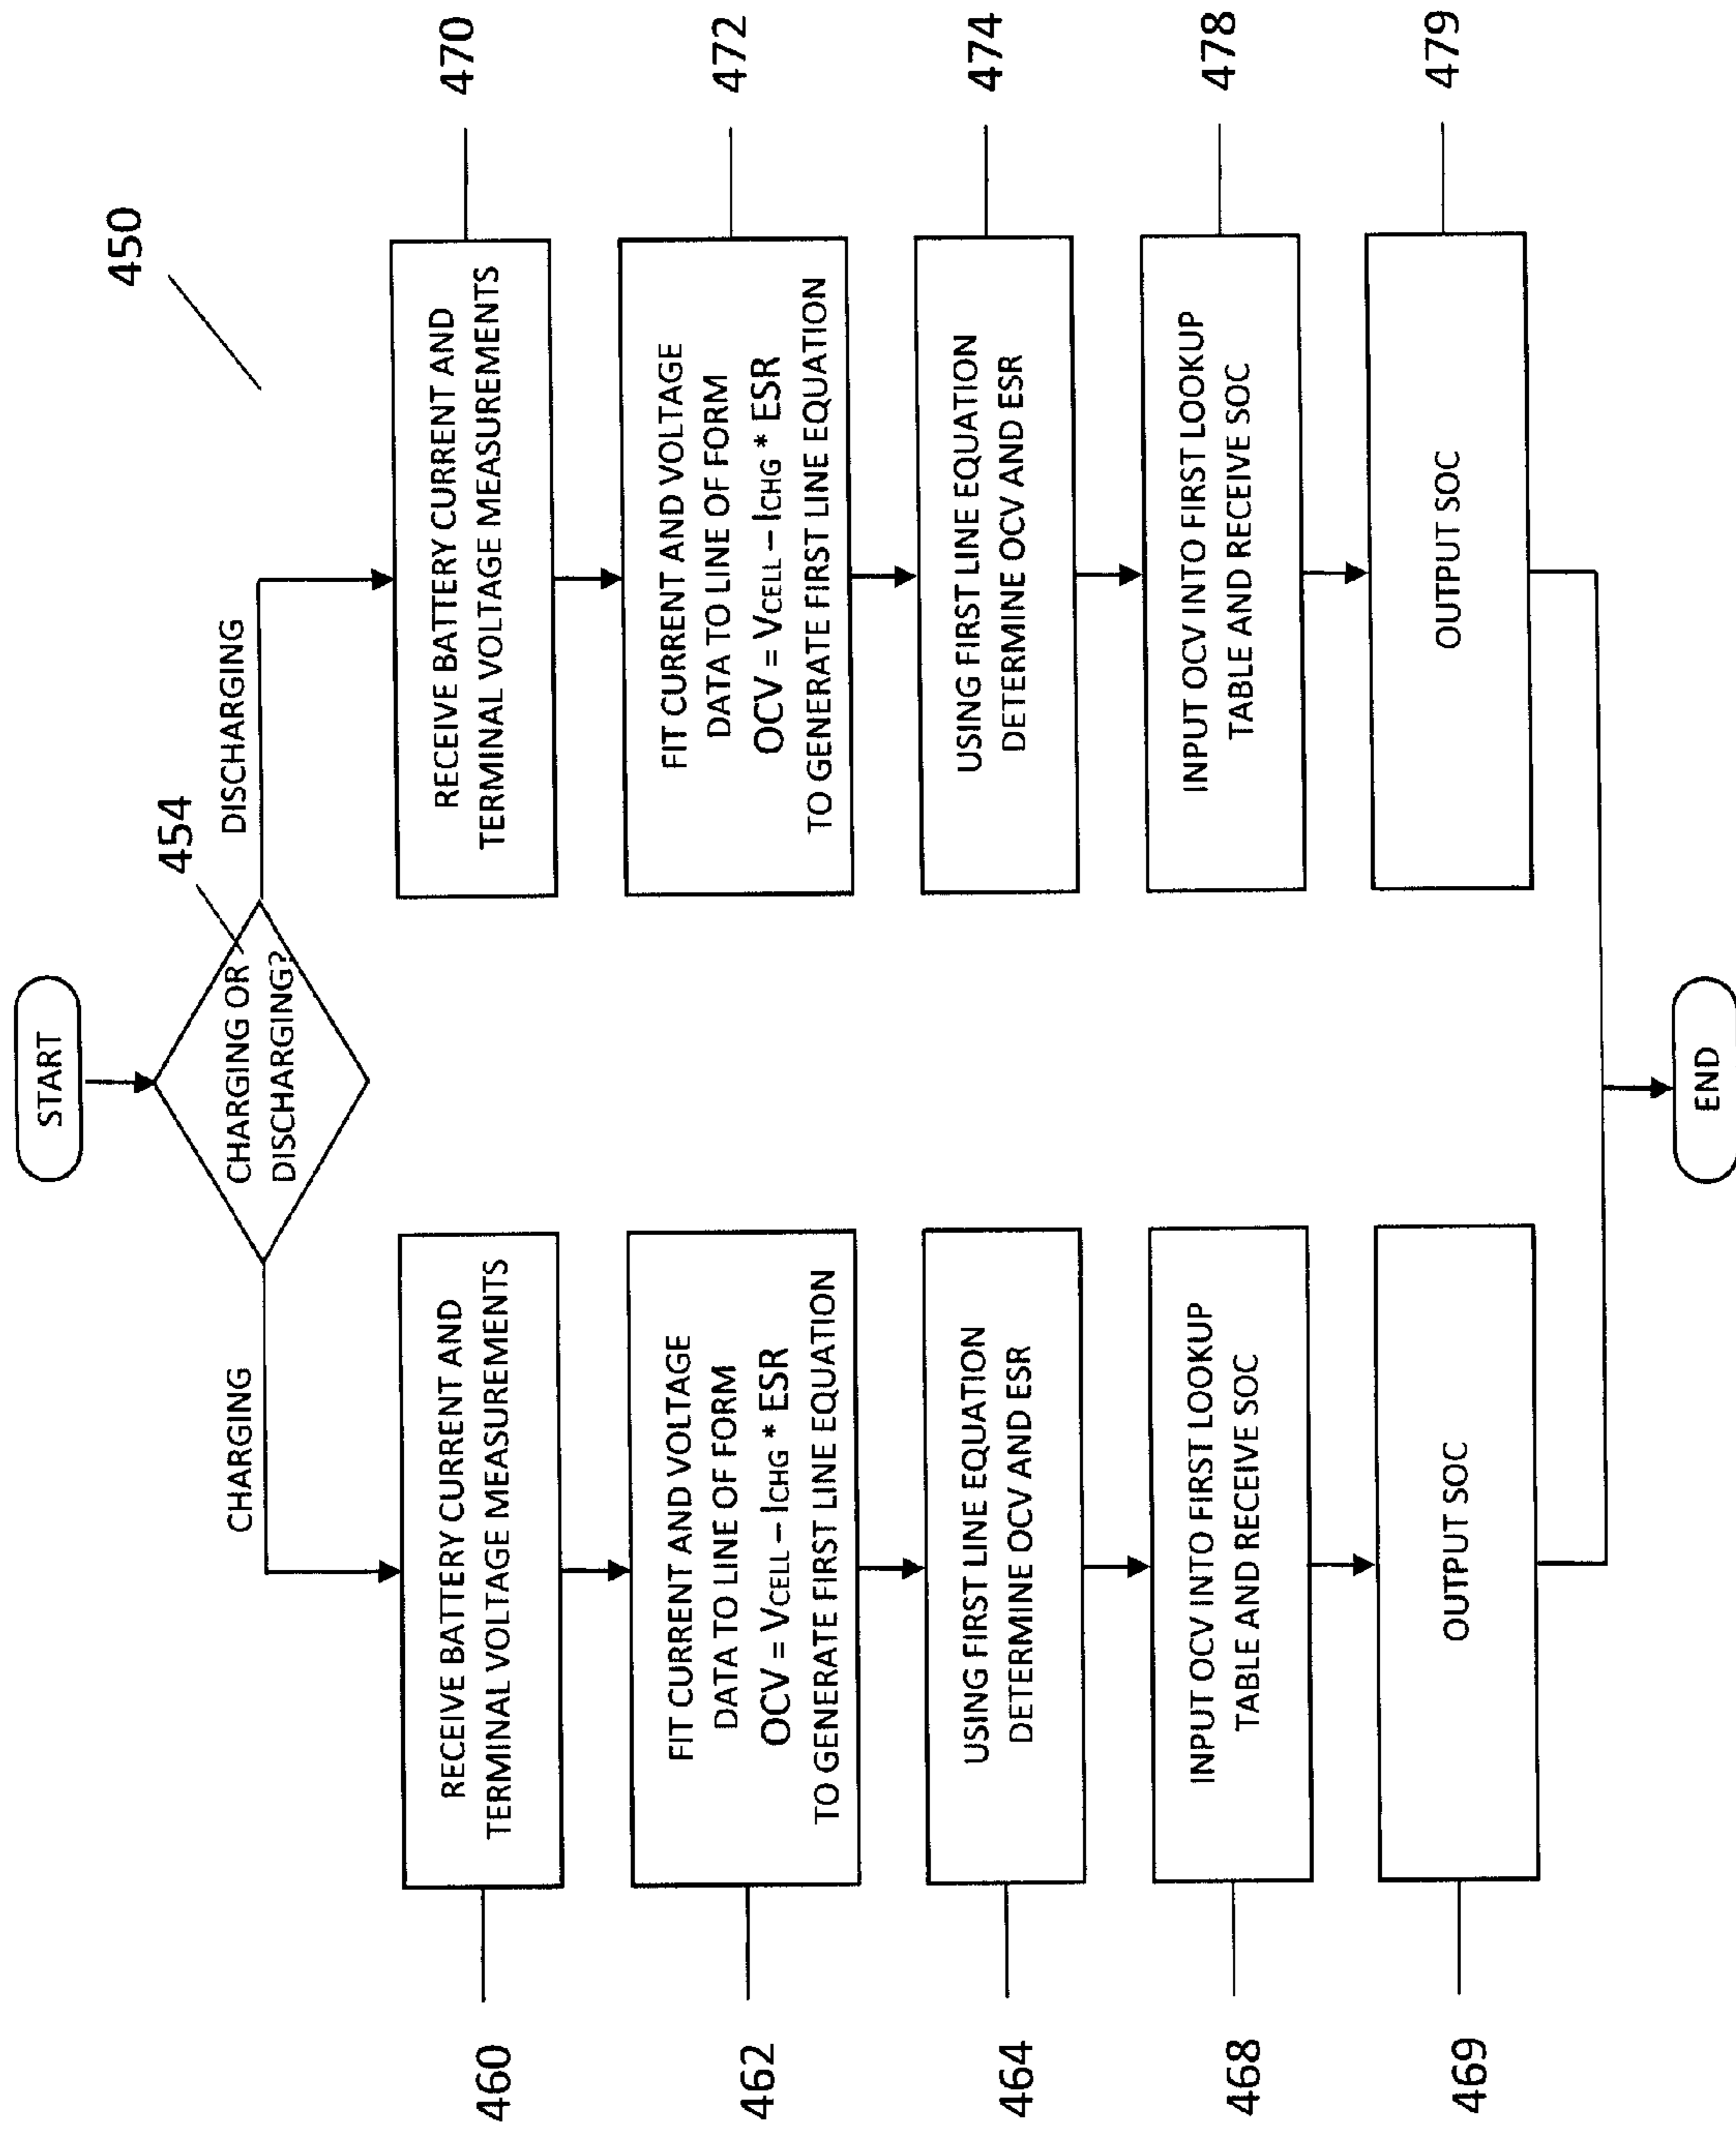 450
START
454
CHARGING OR
DISCHARGING?
CHARGING
DISCHARGING
460
RECEIVE BATTERY CURRENT AND
TERMINAL VOLTAGE MEASUREMENTS
462
FIT CURRENT AND VOLTAGE
DATA TO LINE OF FORM
OCV = VCELL – ICHG * ESR
TO GENERATE FIRST LINE EQUATION
464
USING FIRST LINE EQUATION
DETERMINE OCV AND ESR
468
INPUT OCV INTO FIRST LOOKUP
TABLE AND RECEIVE SOC
469
OUTPUT SOC
470
RECEIVE BATTERY CURRENT AND
TERMINAL VOLTAGE MEASUREMENTS
472
FIT CURRENT AND VOLTAGE
DATA TO LINE OF FORM
OCV = VCELL – ICHG * ESR
TO GENERATE FIRST LINE EQUATION
474
USING FIRST LINE EQUATION
DETERMINE OCV AND ESR
478
INPUT OCV INTO FIRST LOOKUP
TABLE AND RECEIVE SOC
479
OUTPUT SOC
END